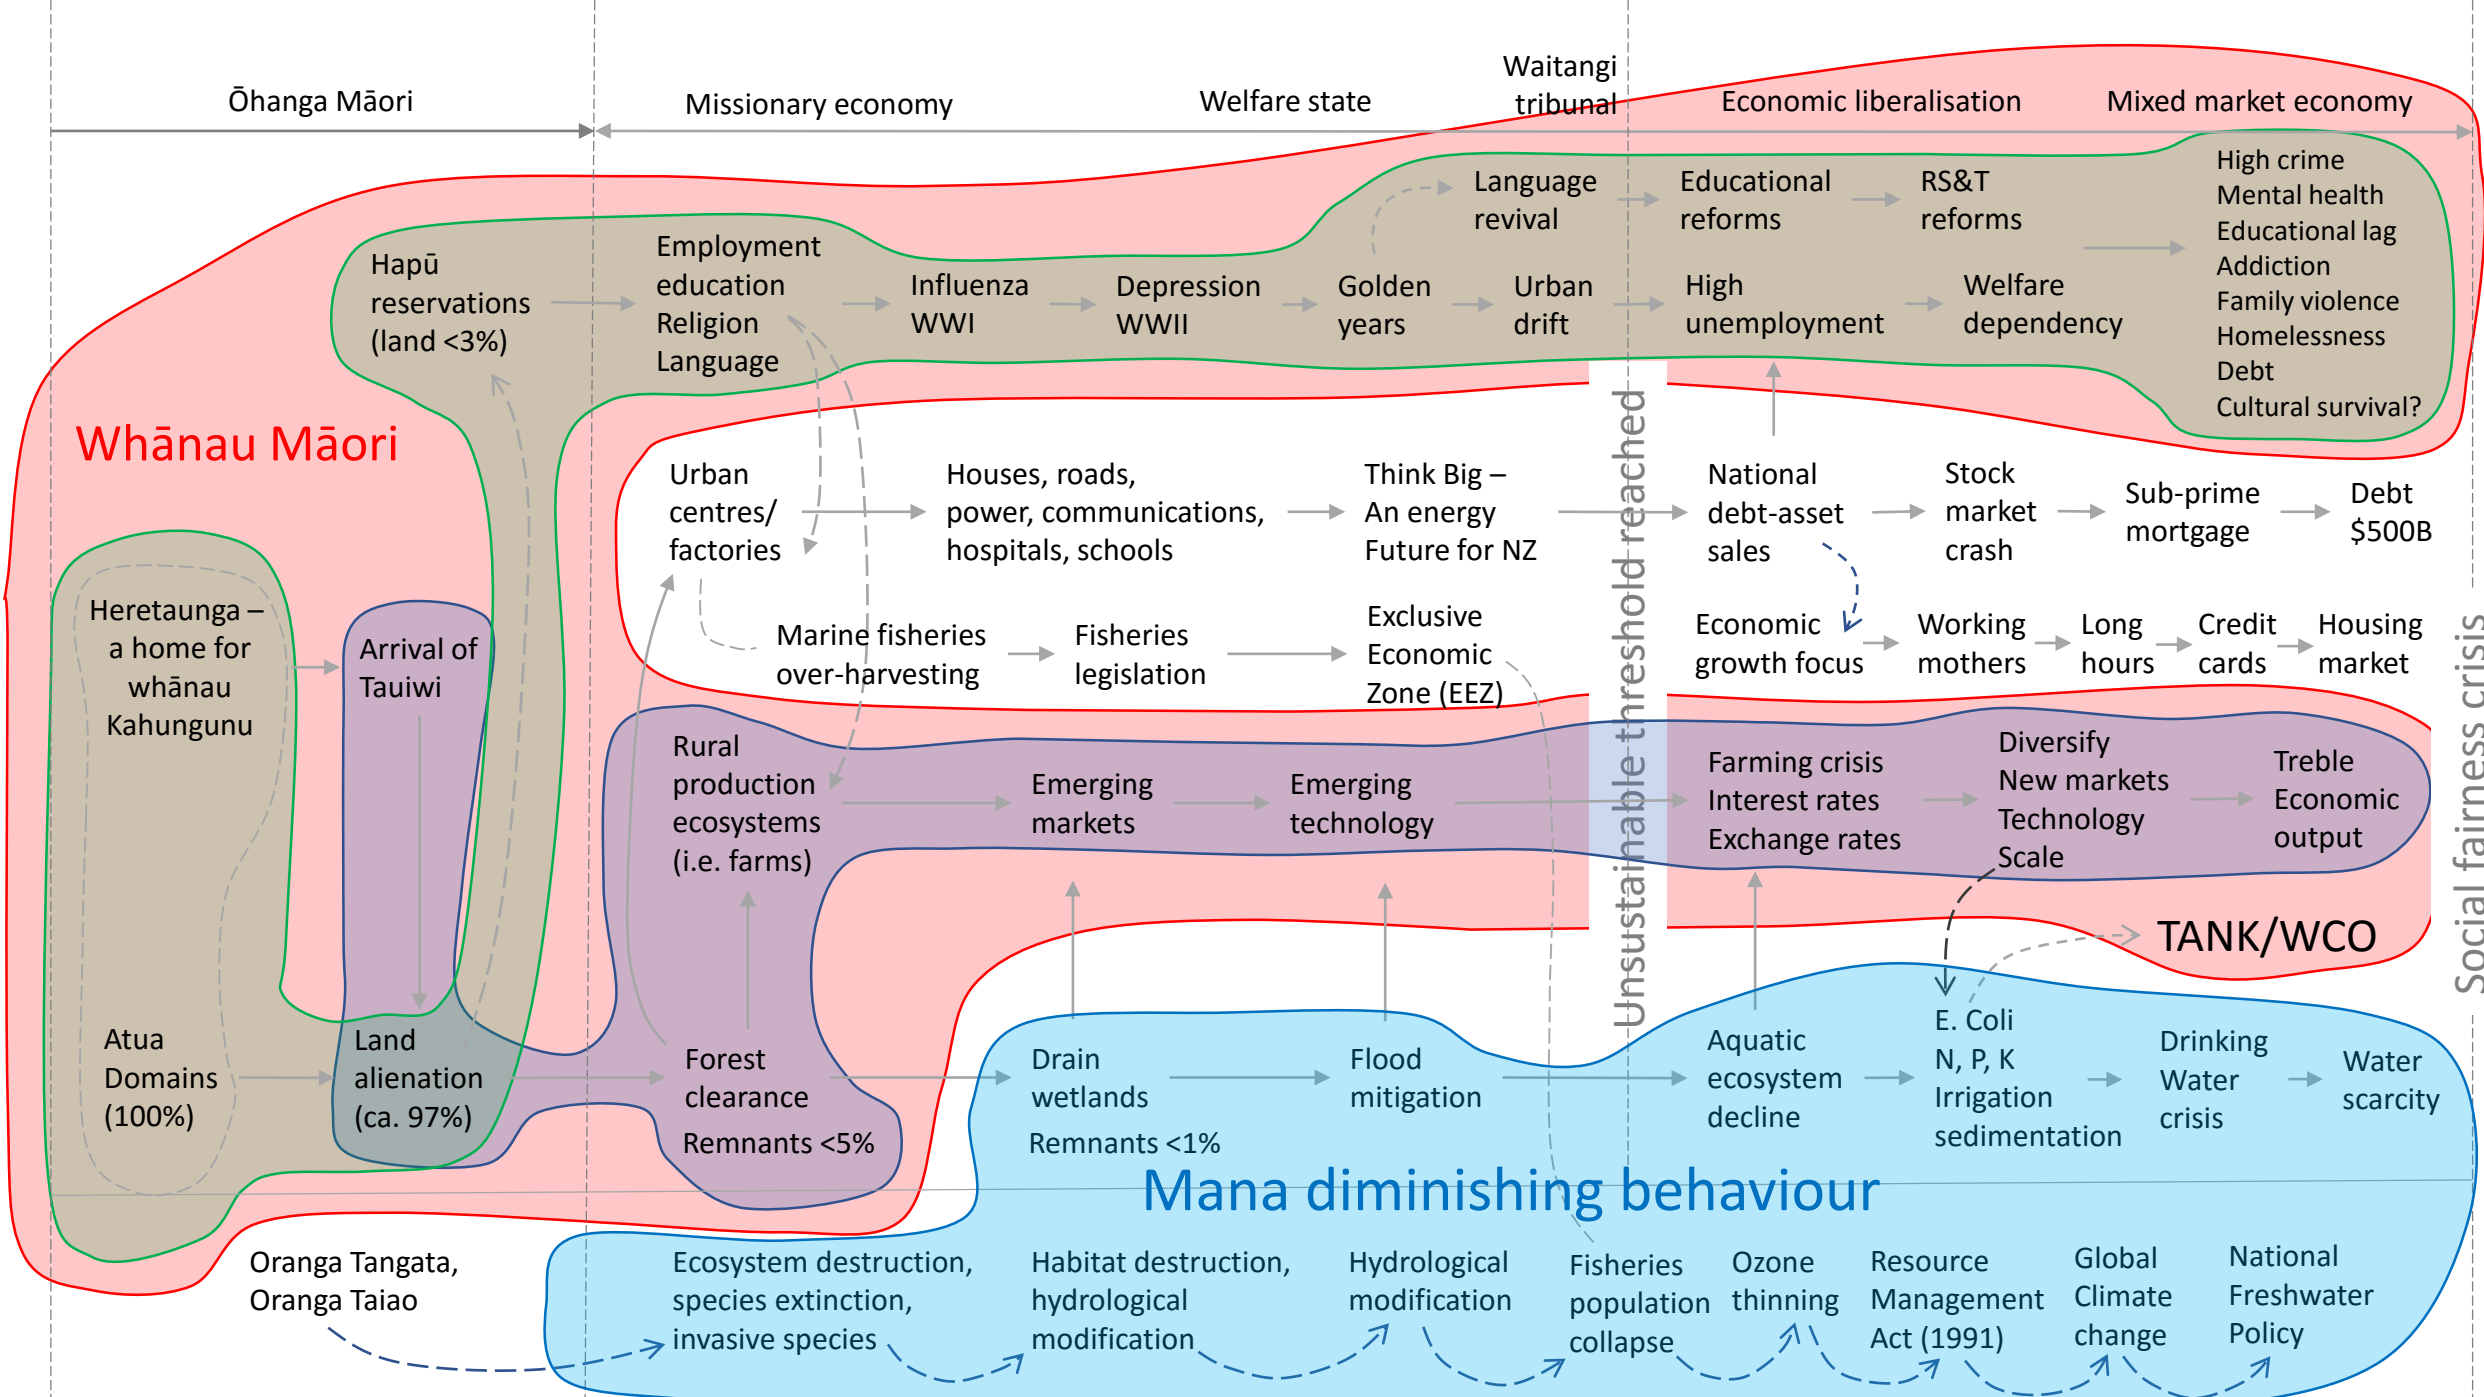 Ōhanga Māori
Missionary economy
Welfare state
Waitangi
tribunal
Economic liberalisation
Mixed market economy
Hapū
reservations
(land <3%)
Employment
education
Religion
Language
Influenza
WWI
Depression
WWII
Golden
years
Language
revival
Urban
drift
Educational
reforms
RS&T
reforms
High
unemployment
Welfare
dependency
High crime
Mental health
Educational lag
Addiction
Family violence
Homelessness
Debt
Cultural survival?
Whānau Māori
Urban
centres/
factories
Houses, roads,
power, communications,
hospitals, schools
Think Big –
An energy
Future for NZ
Unsustainable threshold reached
National
debt-asset
sales
Stock
market
crash
Sub-prime
mortgage
Debt
$500B
Heretaunga –
a home for
whānau
Kahungunu
Arrival of
Tauiwi
Marine fisheries
over-harvesting
Fisheries
legislation
Exclusive
Economic
Zone (EEZ)
Economic
growth focus
Working
mothers
Long
hours
Credit
cards
Housing
market
Social fairness crisis
Rural
production
ecosystems
(i.e. farms)
Emerging
markets
Emerging
technology
Farming crisis
Interest rates
Exchange rates
Diversify
New markets
Technology
Scale
Treble
Economic
output
TANK/WCO
Atua
Domains
(100%)
Land
alienation
(ca. 97%)
Forest
clearance
Remnants <5%
Drain
wetlands
Remnants <1%
Flood
mitigation
Aquatic
ecosystem
decline
E. Coli
N, P, K
Irrigation
sedimentation
Drinking
Water
crisis
Water
scarcity
Mana diminishing behaviour
Oranga Tangata,
Oranga Taiao
Ecosystem destruction,
species extinction,
invasive species
Habitat destruction,
hydrological
modification
Hydrological
modification
Fisheries
population
collapse
Ozone
thinning
Resource
Management
Act (1991)
Global
Climate
change
National
Freshwater
Policy